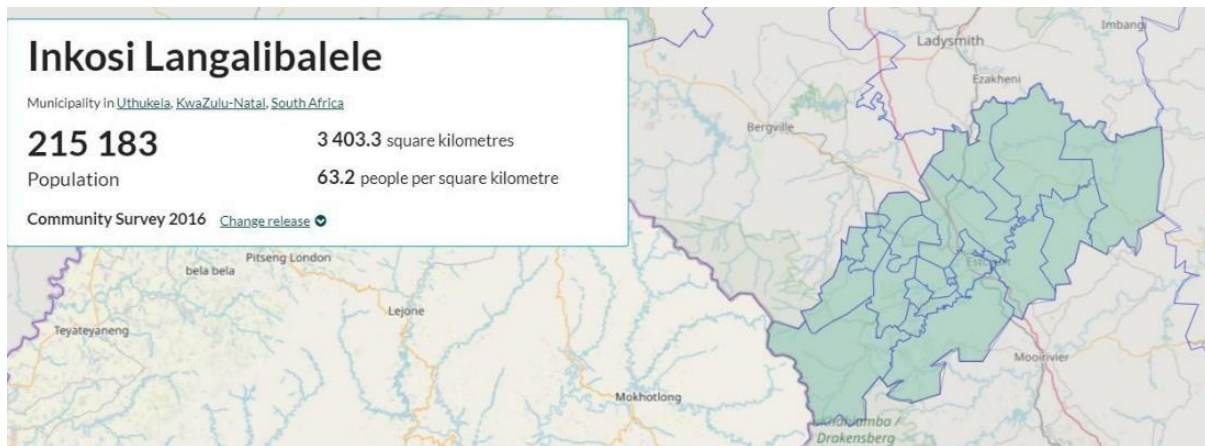 Inkosi Langalibalele
Municipality in Uthukela, KwaZulu-Natal, South Africa
215 183
Population
3 403.3 square kilometres
63.2 people per square kilometre
Community Survey 2016 Change release
Imbangi
Ladysmith
Ezakheni
Bergville
Pitseng London
bela bela
Lejone
Teyateyaneng
Mooirivier
Mokhotlong
Drakensberg